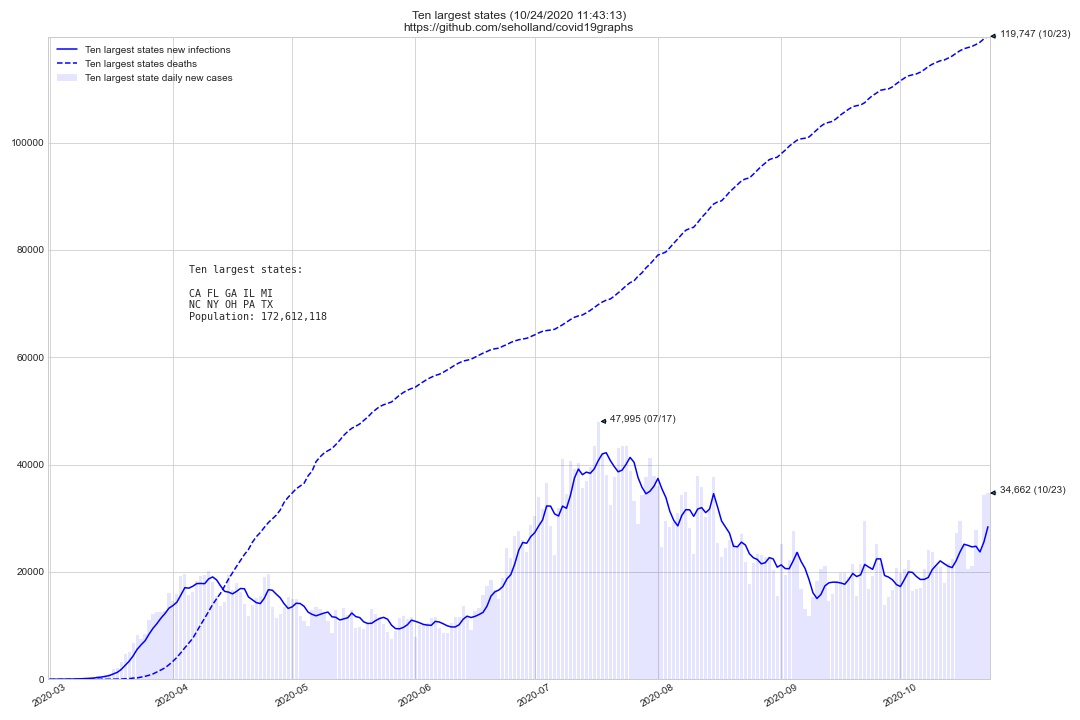 Ten largest states (10/24/2020 11:43:13)
https://github.com/seholland/covid19graphs
119,747 (10/23)
Ten largest states new infections
Ten largest states deaths
Ten largest state daily new cases
100000
80000
Ten largest states:
CA FL GA IL MI
NC NY OH PA TX
Population: 172,612,118
60000
47,995 (07/17)
40000
34,662 (10/23)
20000
0
2020-03
2020-04
2020-05
2020-06
2020-07
2020-08
2020-09
2020-10